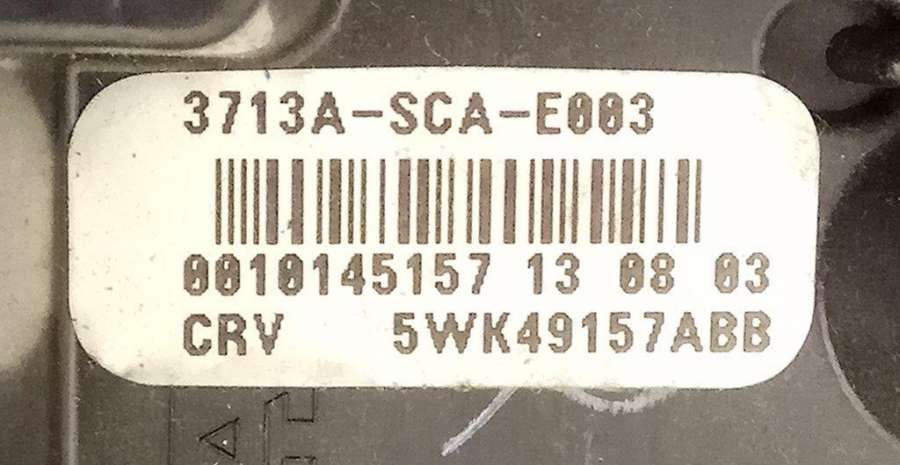 3713A-SCA-E003
0010145157 13 08 03
CRV 5WK49157ABB